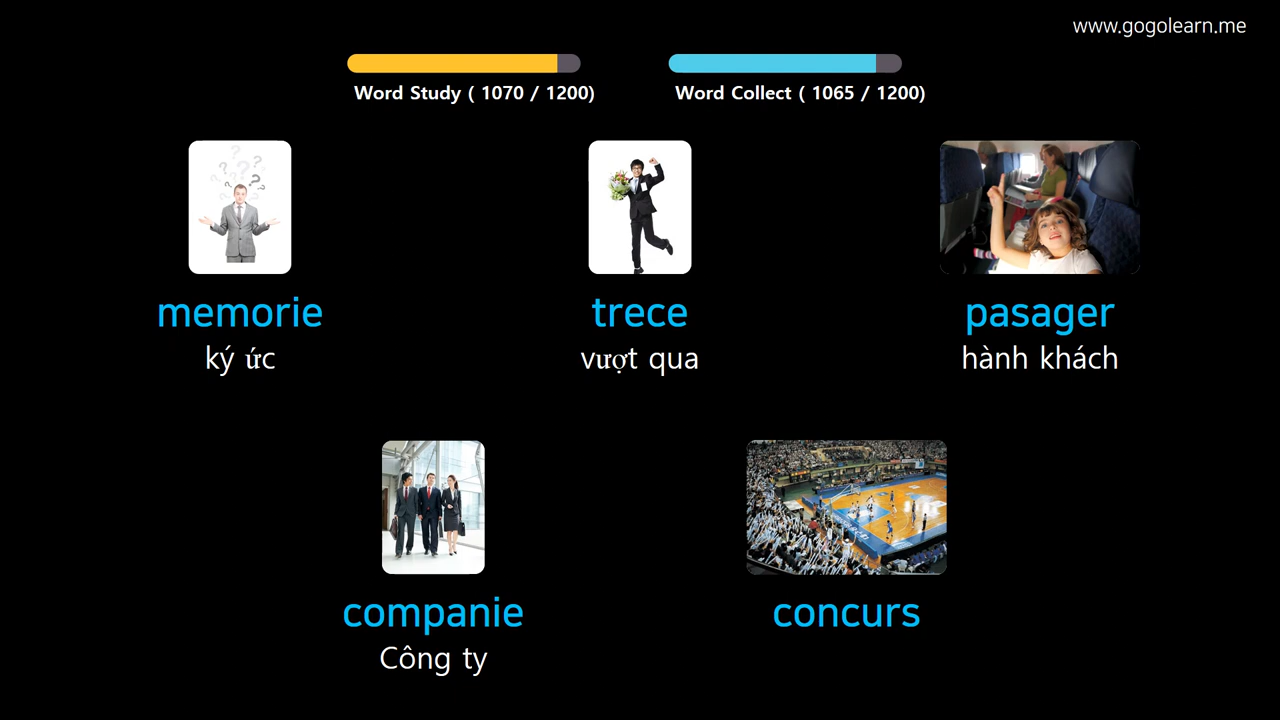 www.gogolearn.me
Word Study ( 1070 / 1200)
Word Collect ( 1065 / 1200)
memorie
ký ức
trece
vượt qua
pasager
hành khách
companie
Công ty
concurs